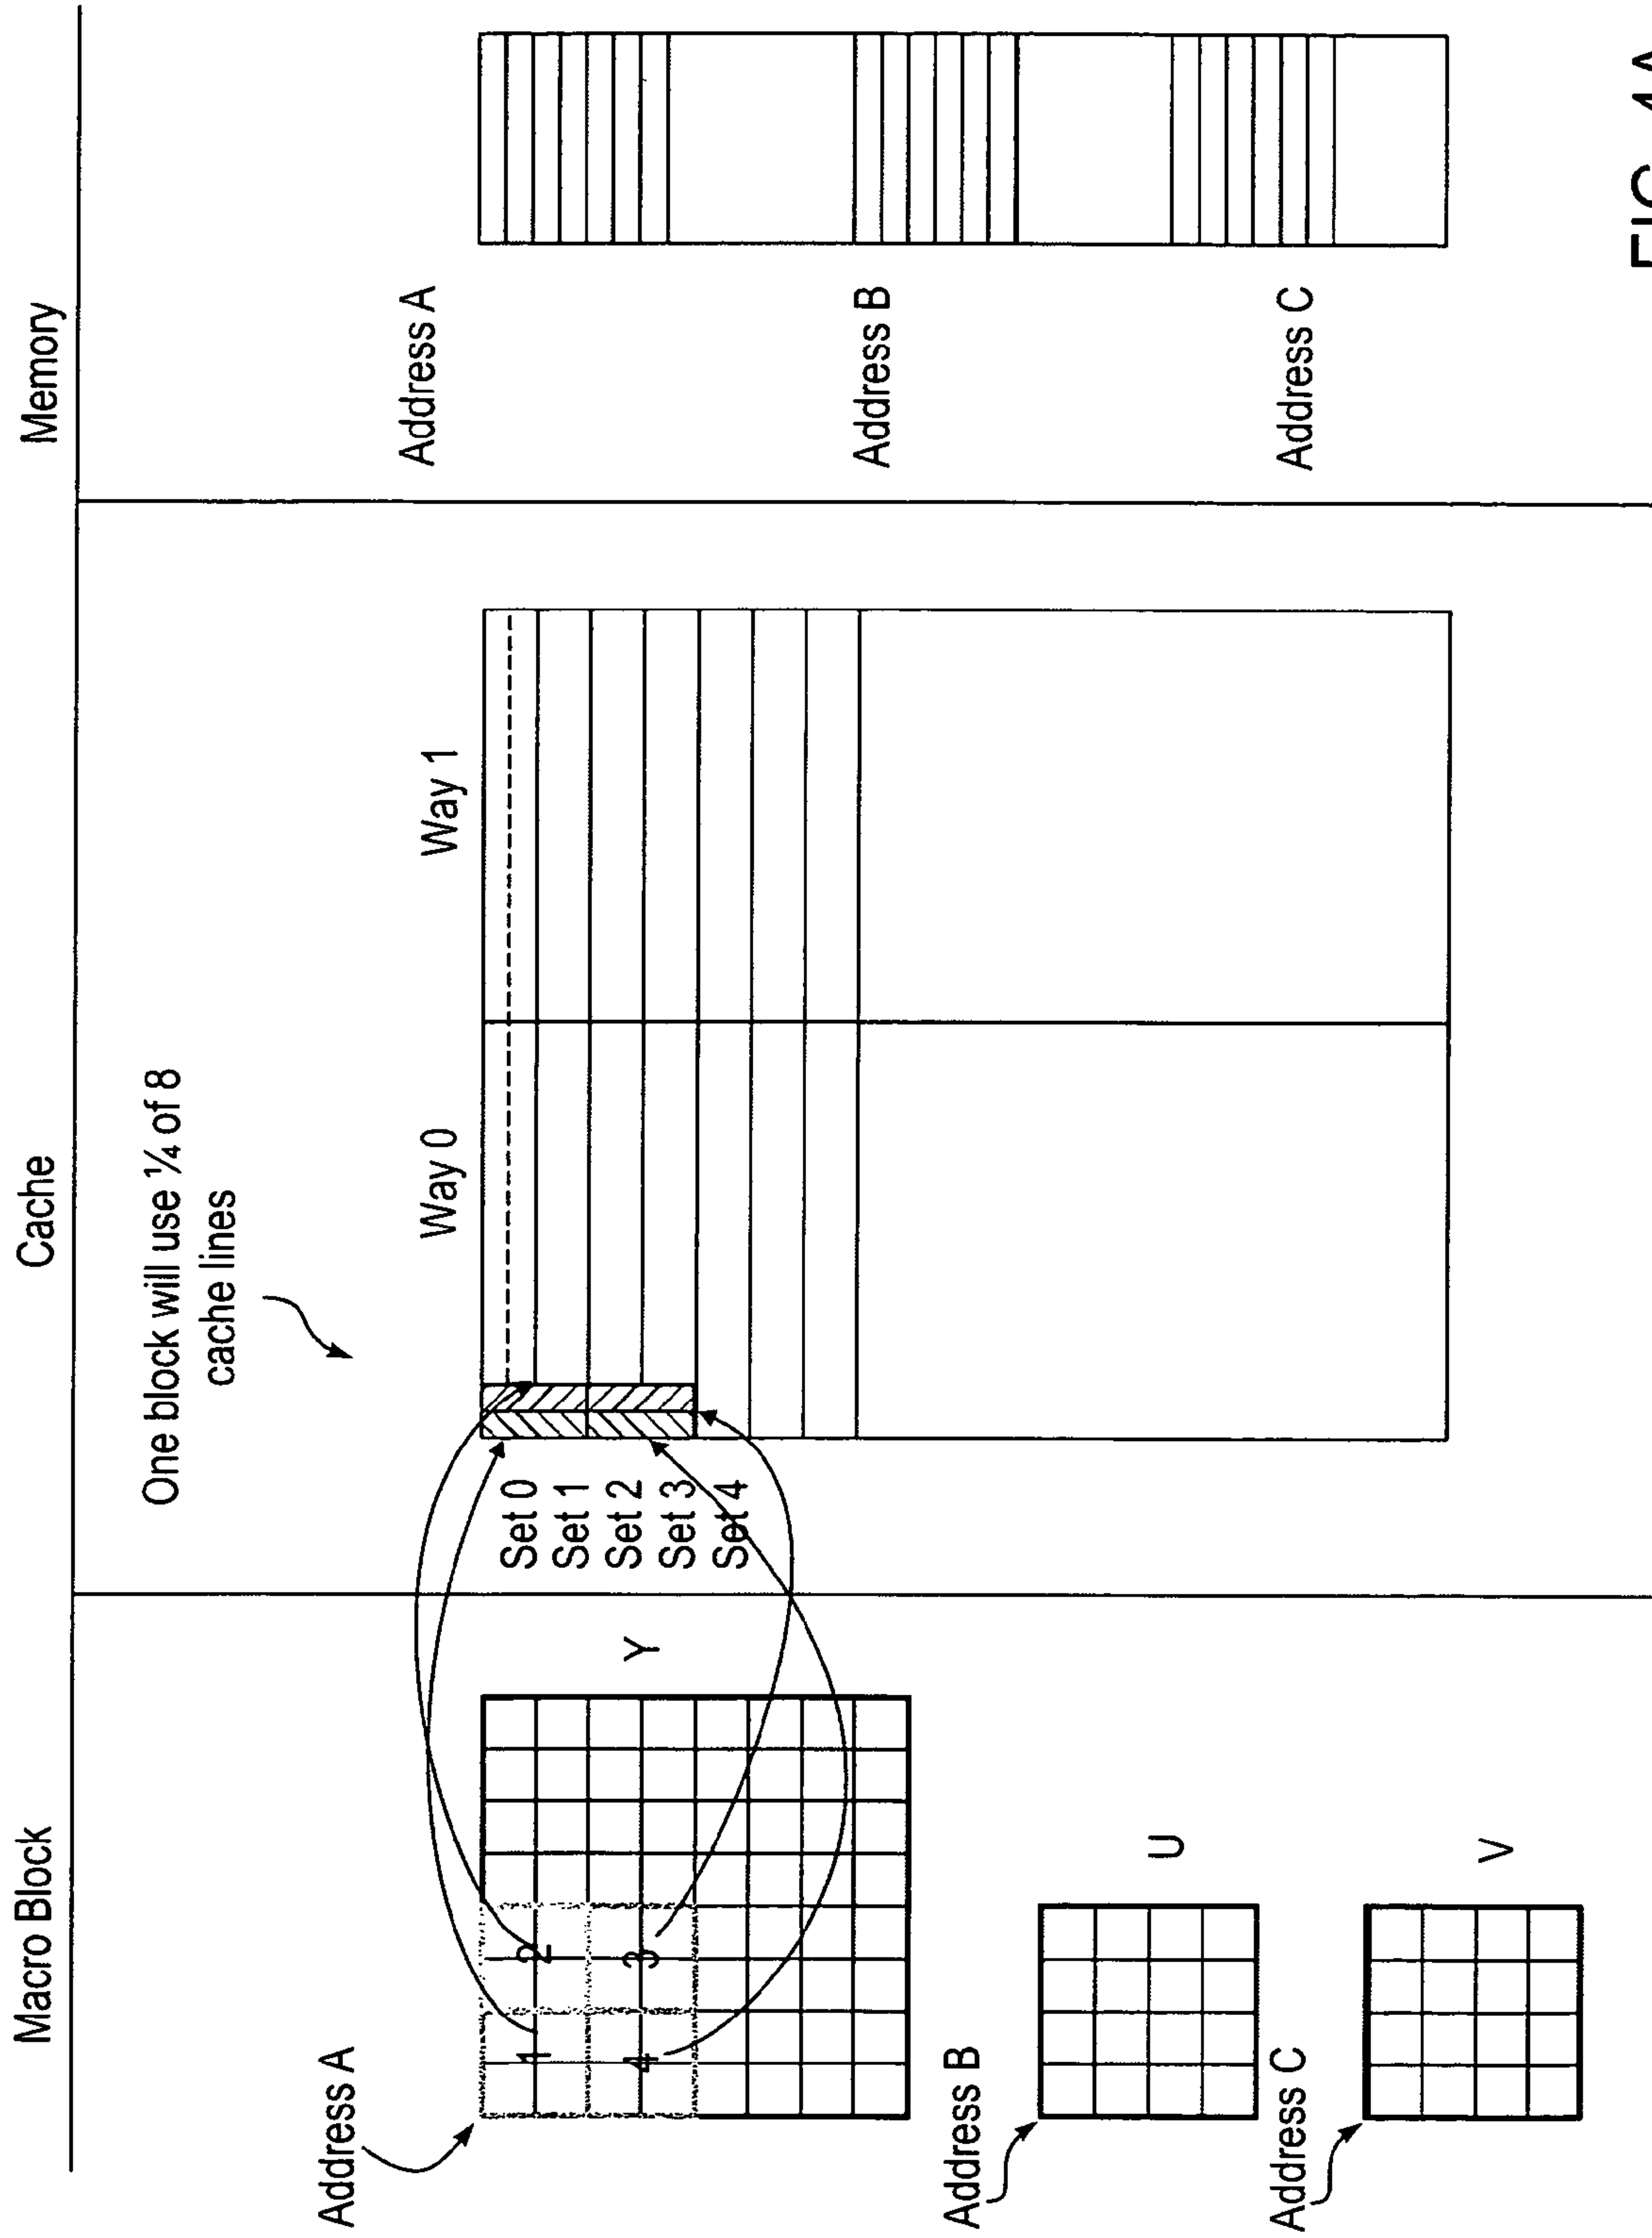 Macro Block
Cache
Memory
One block will use ¼ of 8
cache lines
Address A
Way 0
Way 1
Address A
1
2
4
3
Y
Set 0
Set 1
Set 2
Set 3
Set 4
Address B
U
Address B
Address C
V
Address C
FIG. 4A